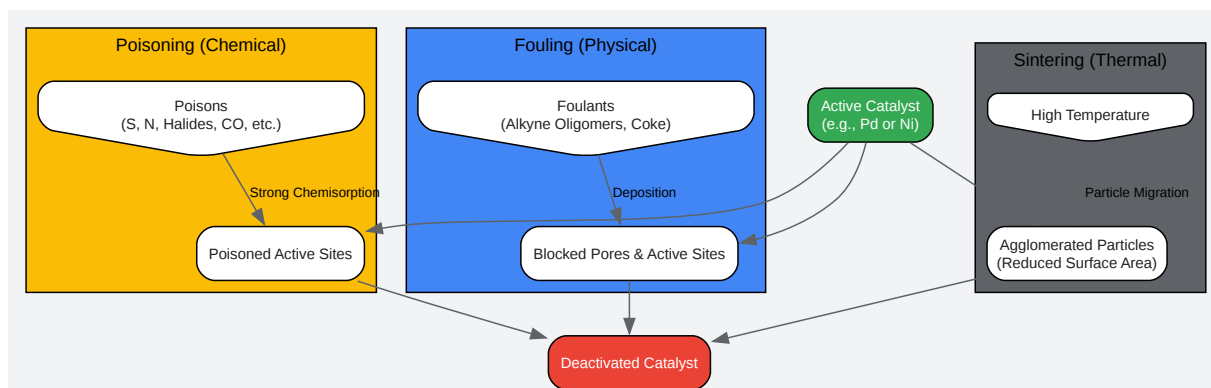 Poisoning (Chemical)
Poisons
(S, N, Halides, CO, etc.)
Strong Chemisorption
Poisoned Active Sites
Fouling (Physical)
Foulants
(Alkyne Oligomers, Coke)
Deposition
Blocked Pores & Active Sites
Active Catalyst
(e.g., Pd or Ni)
Sintering (Thermal)
High Temperature
Particle Migration
Agglomerated Particles
(Reduced Surface Area)
Deactivated Catalyst